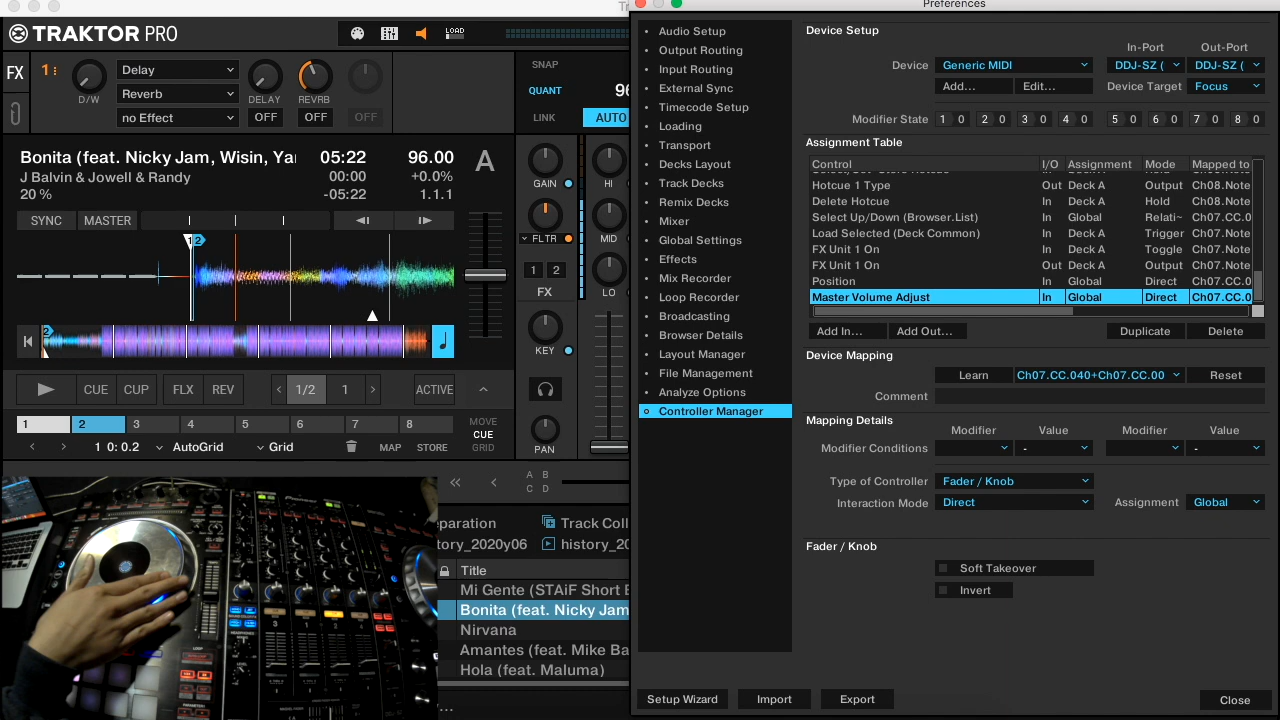 Preferences
TRAKTOR PRO
LOAD
FX
1
D/W
Delay
Reverb
no Effect
DELAY
REVRB
OFF
OFF
OFF
SNAP
QUANT
LINK
AUTO
Bonita (feat. Nicky Jam, Wisin, Ya
05:22
96.00
J Balvin & Jowell & Randy
00:00
+0.0%
20 %
-05:22
1.1.1
A
SYNC
MASTER
1
2
2
CUE
CUP
FLX
REV
1/2
1
ACTIVE
1
2
3
4
5
6
7
8
MOVE
CUE
GRID
1 0: 0.2
AutoGrid
Grid
MAP
STORE
GAIN
HI
FLTR
MID
1
2
LO
FX
KEY
PAN
A B
C D
Track Coll
history_20
Title
Mi Gente (STAiF Short E
Bonita (feat. Nicky Jam
Nirvana
Amantes (feat. Mike Ba
Hola (feat. Maluma)
Audio Setup
Output Routing
Input Routing
External Sync
Timecode Setup
Loading
Transport
Decks Layout
Track Decks
Remix Decks
Mixer
Global Settings
Effects
Mix Recorder
Loop Recorder
Broadcasting
Browser Details
Layout Manager
File Management
Analyze Options
Controller Manager
Setup Wizard
Import
Export
Close
Device Setup
In-Port
Out-Port
Device
Generic MIDI
DDJ-SZ (
DDJ-SZ (
Add...
Edit...
Device Target
Focus
Modifier State
1 0
2 0
3 0
4 0
5 0
6 0
7 0
8 0
Assignment Table
Control
I/O
Assignment
Mode
Mapped to
Hotcue 1 Type
Out
Deck A
Output
Ch08.Note
Delete Hotcue
In
Deck A
Hold
Ch08.Note
Select Up/Down (Browser.List)
In
Global
Relati~
Ch07.CC.0
Load Selected (Deck Common)
In
Deck A
Trigger
Ch07.Note
FX Unit 1 On
In
Deck A
Toggle
Ch07.Note
FX Unit 1 On
Out
Deck A
Output
Ch07.Note
Position
In
Global
Direct
Ch07.CC.0
Master Volume Adjust
In
Global
Direct
Ch07.CC.0
Add In...
Add Out...
Duplicate
Delete
Device Mapping
Learn
Ch07.CC.040+Ch07.CC.00
Reset
Comment
Mapping Details
Modifier
Value
Modifier
Value
Modifier Conditions
-
-
Type of Controller
Fader / Knob
Interaction Mode
Direct
Assignment
Global
Fader / Knob
Soft Takeover
Invert